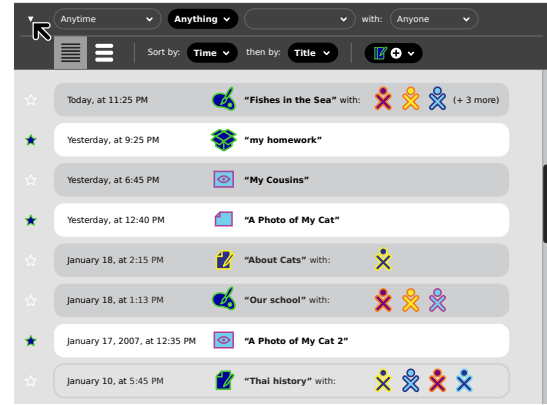 Anytime Anything with: Anyone
Sort by: Time then by: Title
Today, at 11:25 PM “Fishes in the Sea” with: (+ 3 more)
Yesterday, at 9:25 PM “my homework”
Yesterday, at 6:45 PM “My Cousins”
Yesterday, at 12:40 PM “A Photo of My Cat”
January 18, at 2:15 PM “About Cats” with:
January 18, at 1:13 PM “Our school” with:
January 17, 2007, at 12:35 PM “A Photo of My Cat 2”
January 10, at 5:45 PM “Thai history” with: